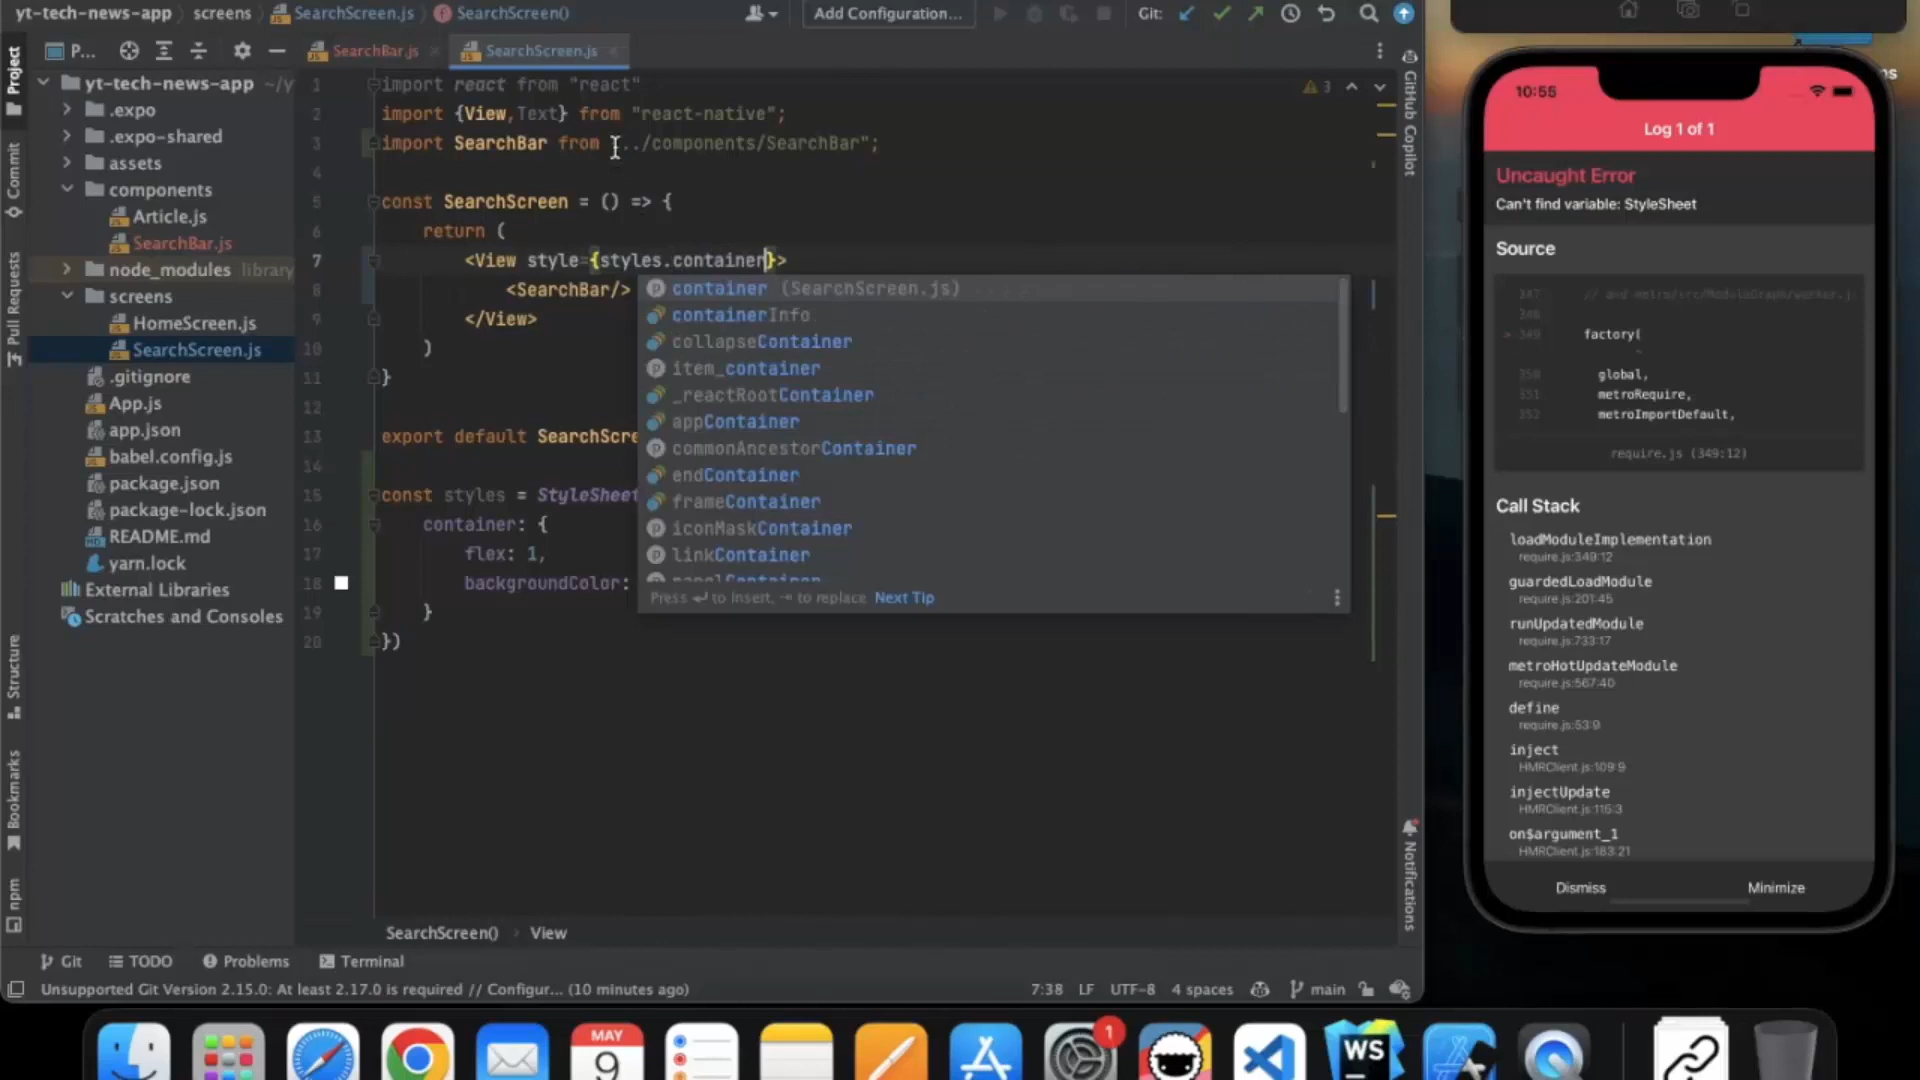 yt-tech-news-app › screens › SearchScreen.js › SearchScreen()
Add Configuration...
Git:
P...
SearchBar.js
SearchScreen.js
Project
Commit
Pull Requests
Structure
Bookmarks
npm
yt-tech-news-app ~/y
.expo
.expo-shared
assets
components
Article.js
SearchBar.js
node_modules library
screens
HomeScreen.js
SearchScreen.js
.gitignore
App.js
app.json
babel.config.js
package.json
package-lock.json
README.md
yarn.lock
External Libraries
Scratches and Consoles
3
1 import react from "react"
2 import {View,Text} from "react-native";
3 import SearchBar from "../components/SearchBar";
4
5 const SearchScreen = () => {
6 return (
7 <View style={styles.container}>
8 <SearchBar/>
9 </View>
10 )
11 }
12
13 export default SearchScre
14
15 const styles = StyleSheet
16 container: {
17 flex: 1,
18 backgroundColor:
19 }
20 })
container (SearchScreen.js)
containerInfo
collapseContainer
item_container
_reactRootContainer
appContainer
commonAncestorContainer
endContainer
frameContainer
iconMaskContainer
linkContainer
Press ↵ to insert, ⇥ to replace Next Tip
GitHub Copilot
Notifications
SearchScreen() › View
Git
TODO
Problems
Terminal
Unsupported Git Version 2.15.0: At least 2.17.0 is required // Configur... (10 minutes ago)
7:38 LF UTF-8 4 spaces main
10:55
Log 1 of 1
Uncaught Error
Can't find variable: StyleSheet
Source
348
> 349 factory(
350 global,
351 metroRequire,
352 metroImportDefault,
require.js (349:12)
Call Stack
loadModuleImplementation
require.js:349:12
guardedLoadModule
require.js:201:45
runUpdatedModule
require.js:733:17
metroHotUpdateModule
require.js:567:40
define
require.js:53:9
inject
HMRClient.js:109:9
injectUpdate
HMRClient.js:115:3
on$argument_1
HMRClient.js:183:21
Dismiss
Minimize
MAY
9
1
WS